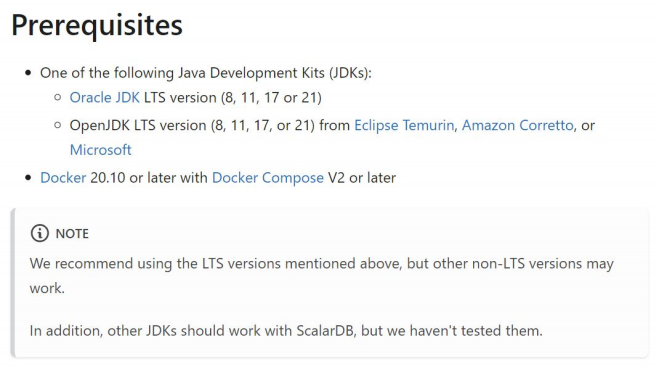 Prerequisites
One of the following Java Development Kits (JDKs):
Oracle JDK LTS version (8, 11, 17 or 21)
OpenJDK LTS version (8, 11, 17, or 21) from Eclipse Temurin, Amazon Corretto, or
Microsoft
Docker 20.10 or later with Docker Compose V2 or later
NOTE
We recommend using the LTS versions mentioned above, but other non-LTS versions may
work.
In addition, other JDKs should work with ScalarDB, but we haven't tested them.